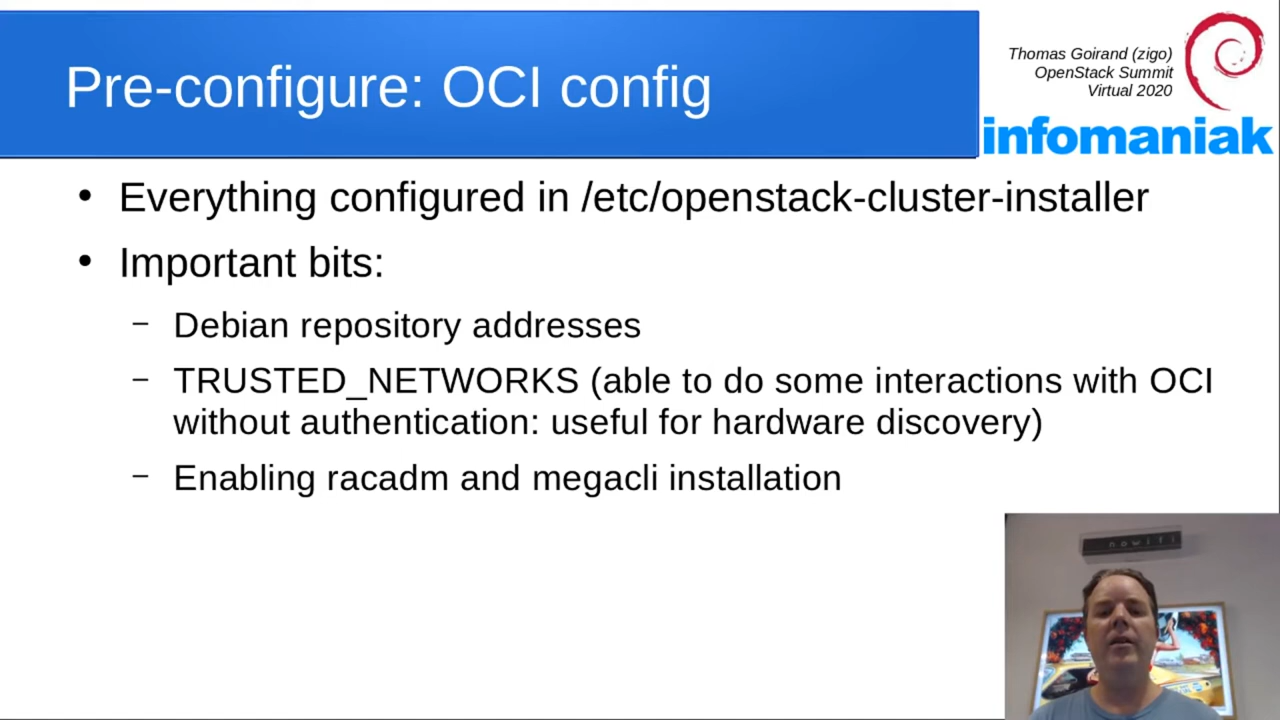 Pre-configure: OCI config
Thomas Goirand (zigo)
OpenStack Summit
Virtual 2020
infomaniak
• Everything configured in /etc/openstack-cluster-installer
• Important bits:
– Debian repository addresses
– TRUSTED_NETWORKS (able to do some interactions with OCI
without authentication: useful for hardware discovery)
– Enabling racadm and megacli installation
nowifi